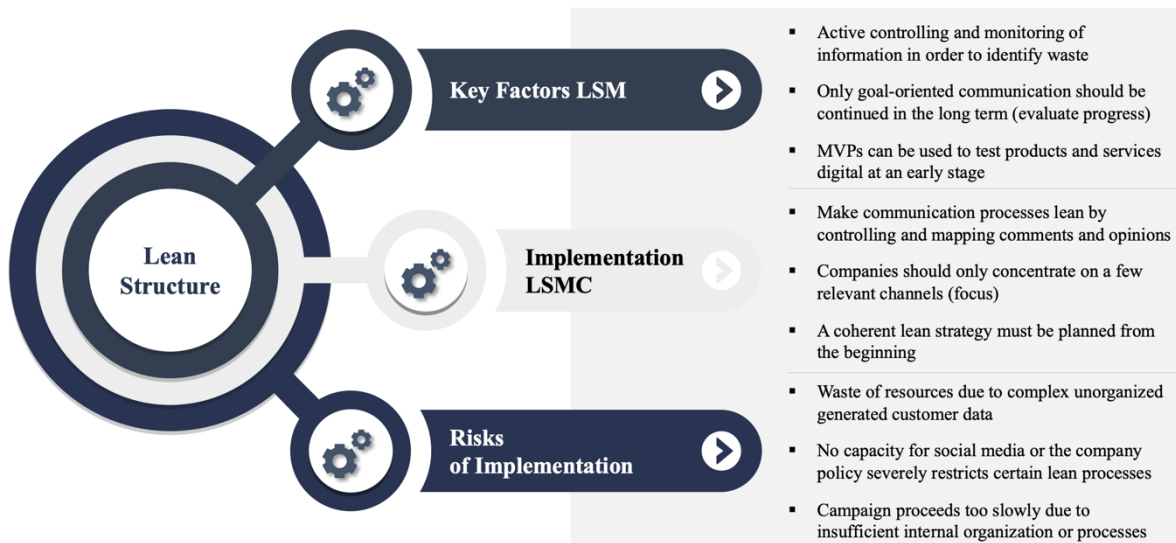 Lean
Structure
Key Factors LSM
▪ Active controlling and monitoring of
information in order to identify waste
▪ Only goal-oriented communication should be
continued in the long term (evaluate progress)
▪ MVPs can be used to test products and services
digital at an early stage
Implementation
LSMC
▪ Make communication processes lean by
controlling and mapping comments and opinions
▪ Companies should only concentrate on a few
relevant channels (focus)
▪ A coherent lean strategy must be planned from
the beginning
Risks
of Implementation
▪ Waste of resources due to complex unorganized
generated customer data
▪ No capacity for social media or the company
policy severely restricts certain lean processes
▪ Campaign proceeds too slowly due to
insufficient internal organization or processes